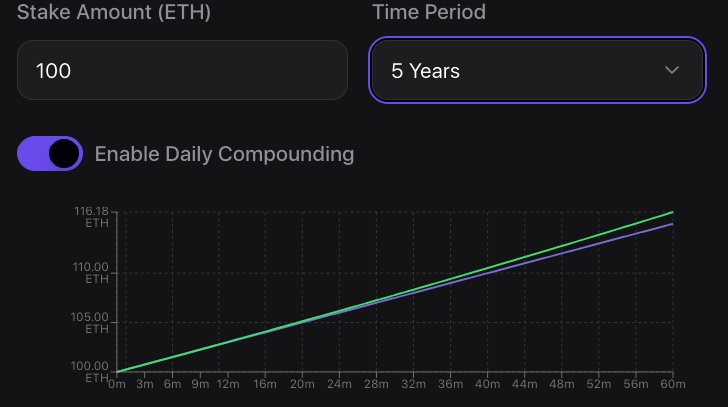 Stake Amount (ETH)
Time Period
100
5 Years
Enable Daily Compounding
116.18
ETH
110.00
ETH
105.00
ETH
100.00
ETH
0m 3m 6m 9m 12m 16m 20m 24m 28m 32m 36m 40m 44m 48m 52m 56m 60m